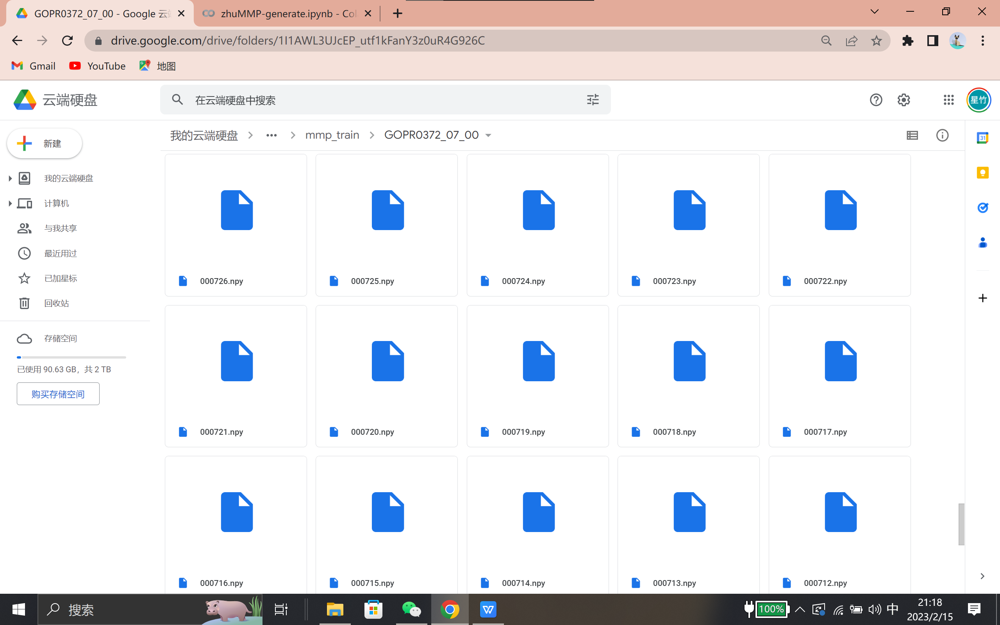 GOPR0372_07_00 - Google 云
zhuMMP-generate.ipynb - Col
drive.google.com/drive/folders/1I1AWL3UJcEP_utf1kFanY3z0uR4G926C
Gmail
YouTube
地图
云端硬盘
在云端硬盘中搜索
星竹
新建
我的云端硬盘
计算机
与我共享
最近用过
已加星标
回收站
存储空间
已使用 90.63 GB，共 2 TB
购买存储空间
我的云端硬盘 > ••• > mmp_train > GOPR0372_07_00
31
000726.npy
000725.npy
000724.npy
000723.npy
000722.npy
000721.npy
000720.npy
000719.npy
000718.npy
000717.npy
000716.npy
000715.npy
000714.npy
000713.npy
000712.npy
搜索
W
100%
中
21:18
2023/2/15